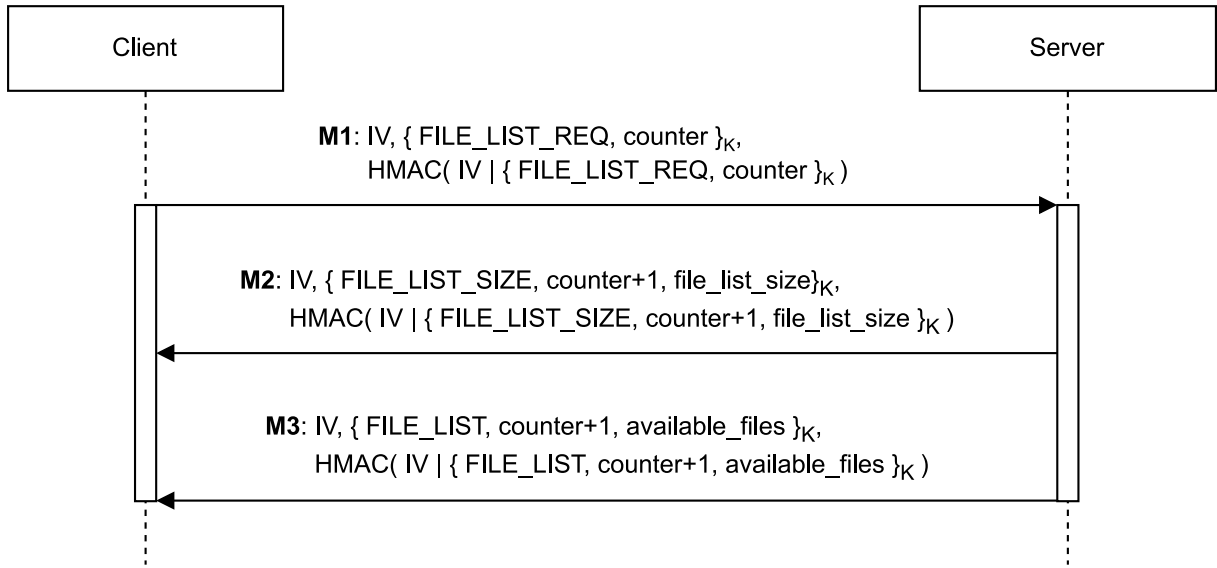 Client
Server
M1: IV, { FILE_LIST_REQ, counter }K,
HMAC( IV | { FILE_LIST_REQ, counter }K )
M2: IV, { FILE_LIST_SIZE, counter+1, file_list_size}K,
HMAC( IV | { FILE_LIST_SIZE, counter+1, file_list_size }K )
M3: IV, { FILE_LIST, counter+1, available_files }K,
HMAC( IV | { FILE_LIST, counter+1, available_files }K )